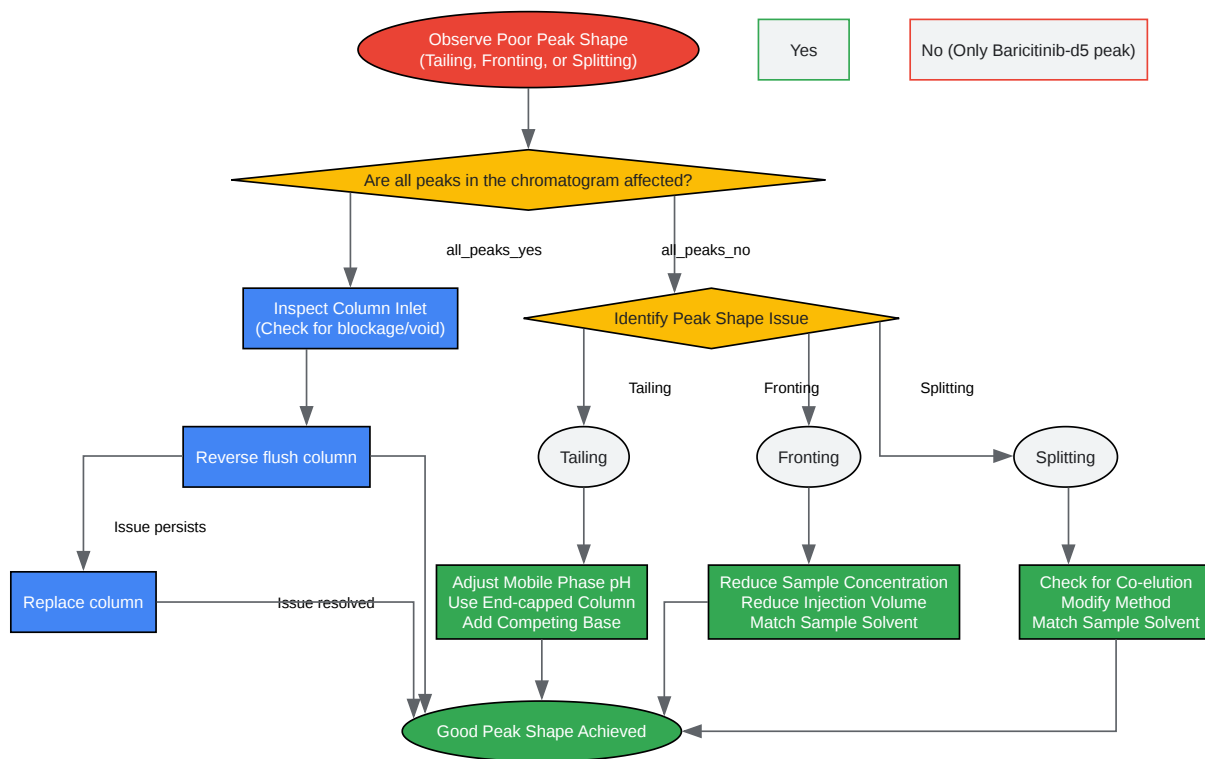 Observe Poor Peak Shape
(Tailing, Fronting, or Splitting)
Yes
No (Only Baricitinib-d5 peak)
Are all peaks in the chromatogram affected?
all_peaks_yes
all_peaks_no
Inspect Column Inlet
(Check for blockage/void)
Identify Peak Shape Issue
Tailing
Fronting
Splitting
Reverse flush column
Tailing
Fronting
Splitting
Issue persists
Replace column
Issue resolved
Adjust Mobile Phase pH
Use End-capped Column
Add Competing Base
Reduce Sample Concentration
Reduce Injection Volume
Match Sample Solvent
Check for Co-elution
Modify Method
Match Sample Solvent
Good Peak Shape Achieved